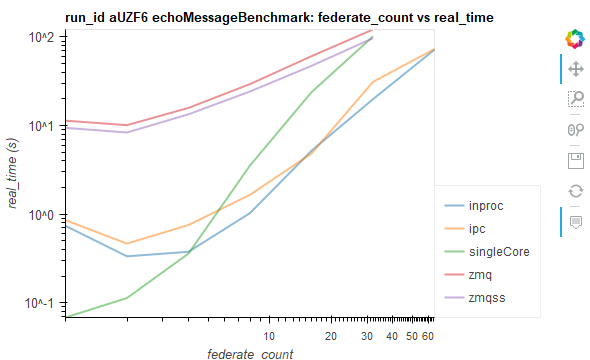 run_id aUZF6 echoMessageBenchmark: federate_count vs real_time
10^2
10^1
10^0
10^-1
real_time (s)
10
20
30
40
50
60
federate_count
inproc
ipc
singleCore
zmq
zmqss